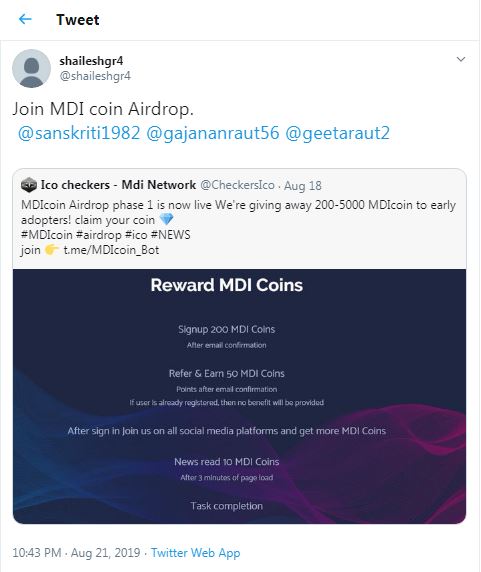 Tweet
shaileshgr4
@shaileshgr4
Join MDI coin Airdrop.
@sanskriti1982 @gajananraut56 @geetaraut2
Ico checkers - Mdi Network @CheckersIco · Aug 18
MDIcoin Airdrop phase 1 is now live We're giving away 200-5000 MDIcoin to early
adopters! claim your coin 💎
#MDIcoin #airdrop #ico #NEWS
join 👉 t.me/MDIcoin_Bot
Reward MDI Coins
Signup 200 MDI Coins
After email confirmation
Refer & Earn 50 MDI Coins
Points after email confirmation
If user is already registered, then no benefit will be provided
After sign in Join us on all social media platforms and get more MDI Coins
News read 10 MDI Coins
After 3 minutes of page load
Task completion
10:43 PM · Aug 21, 2019 · Twitter Web App